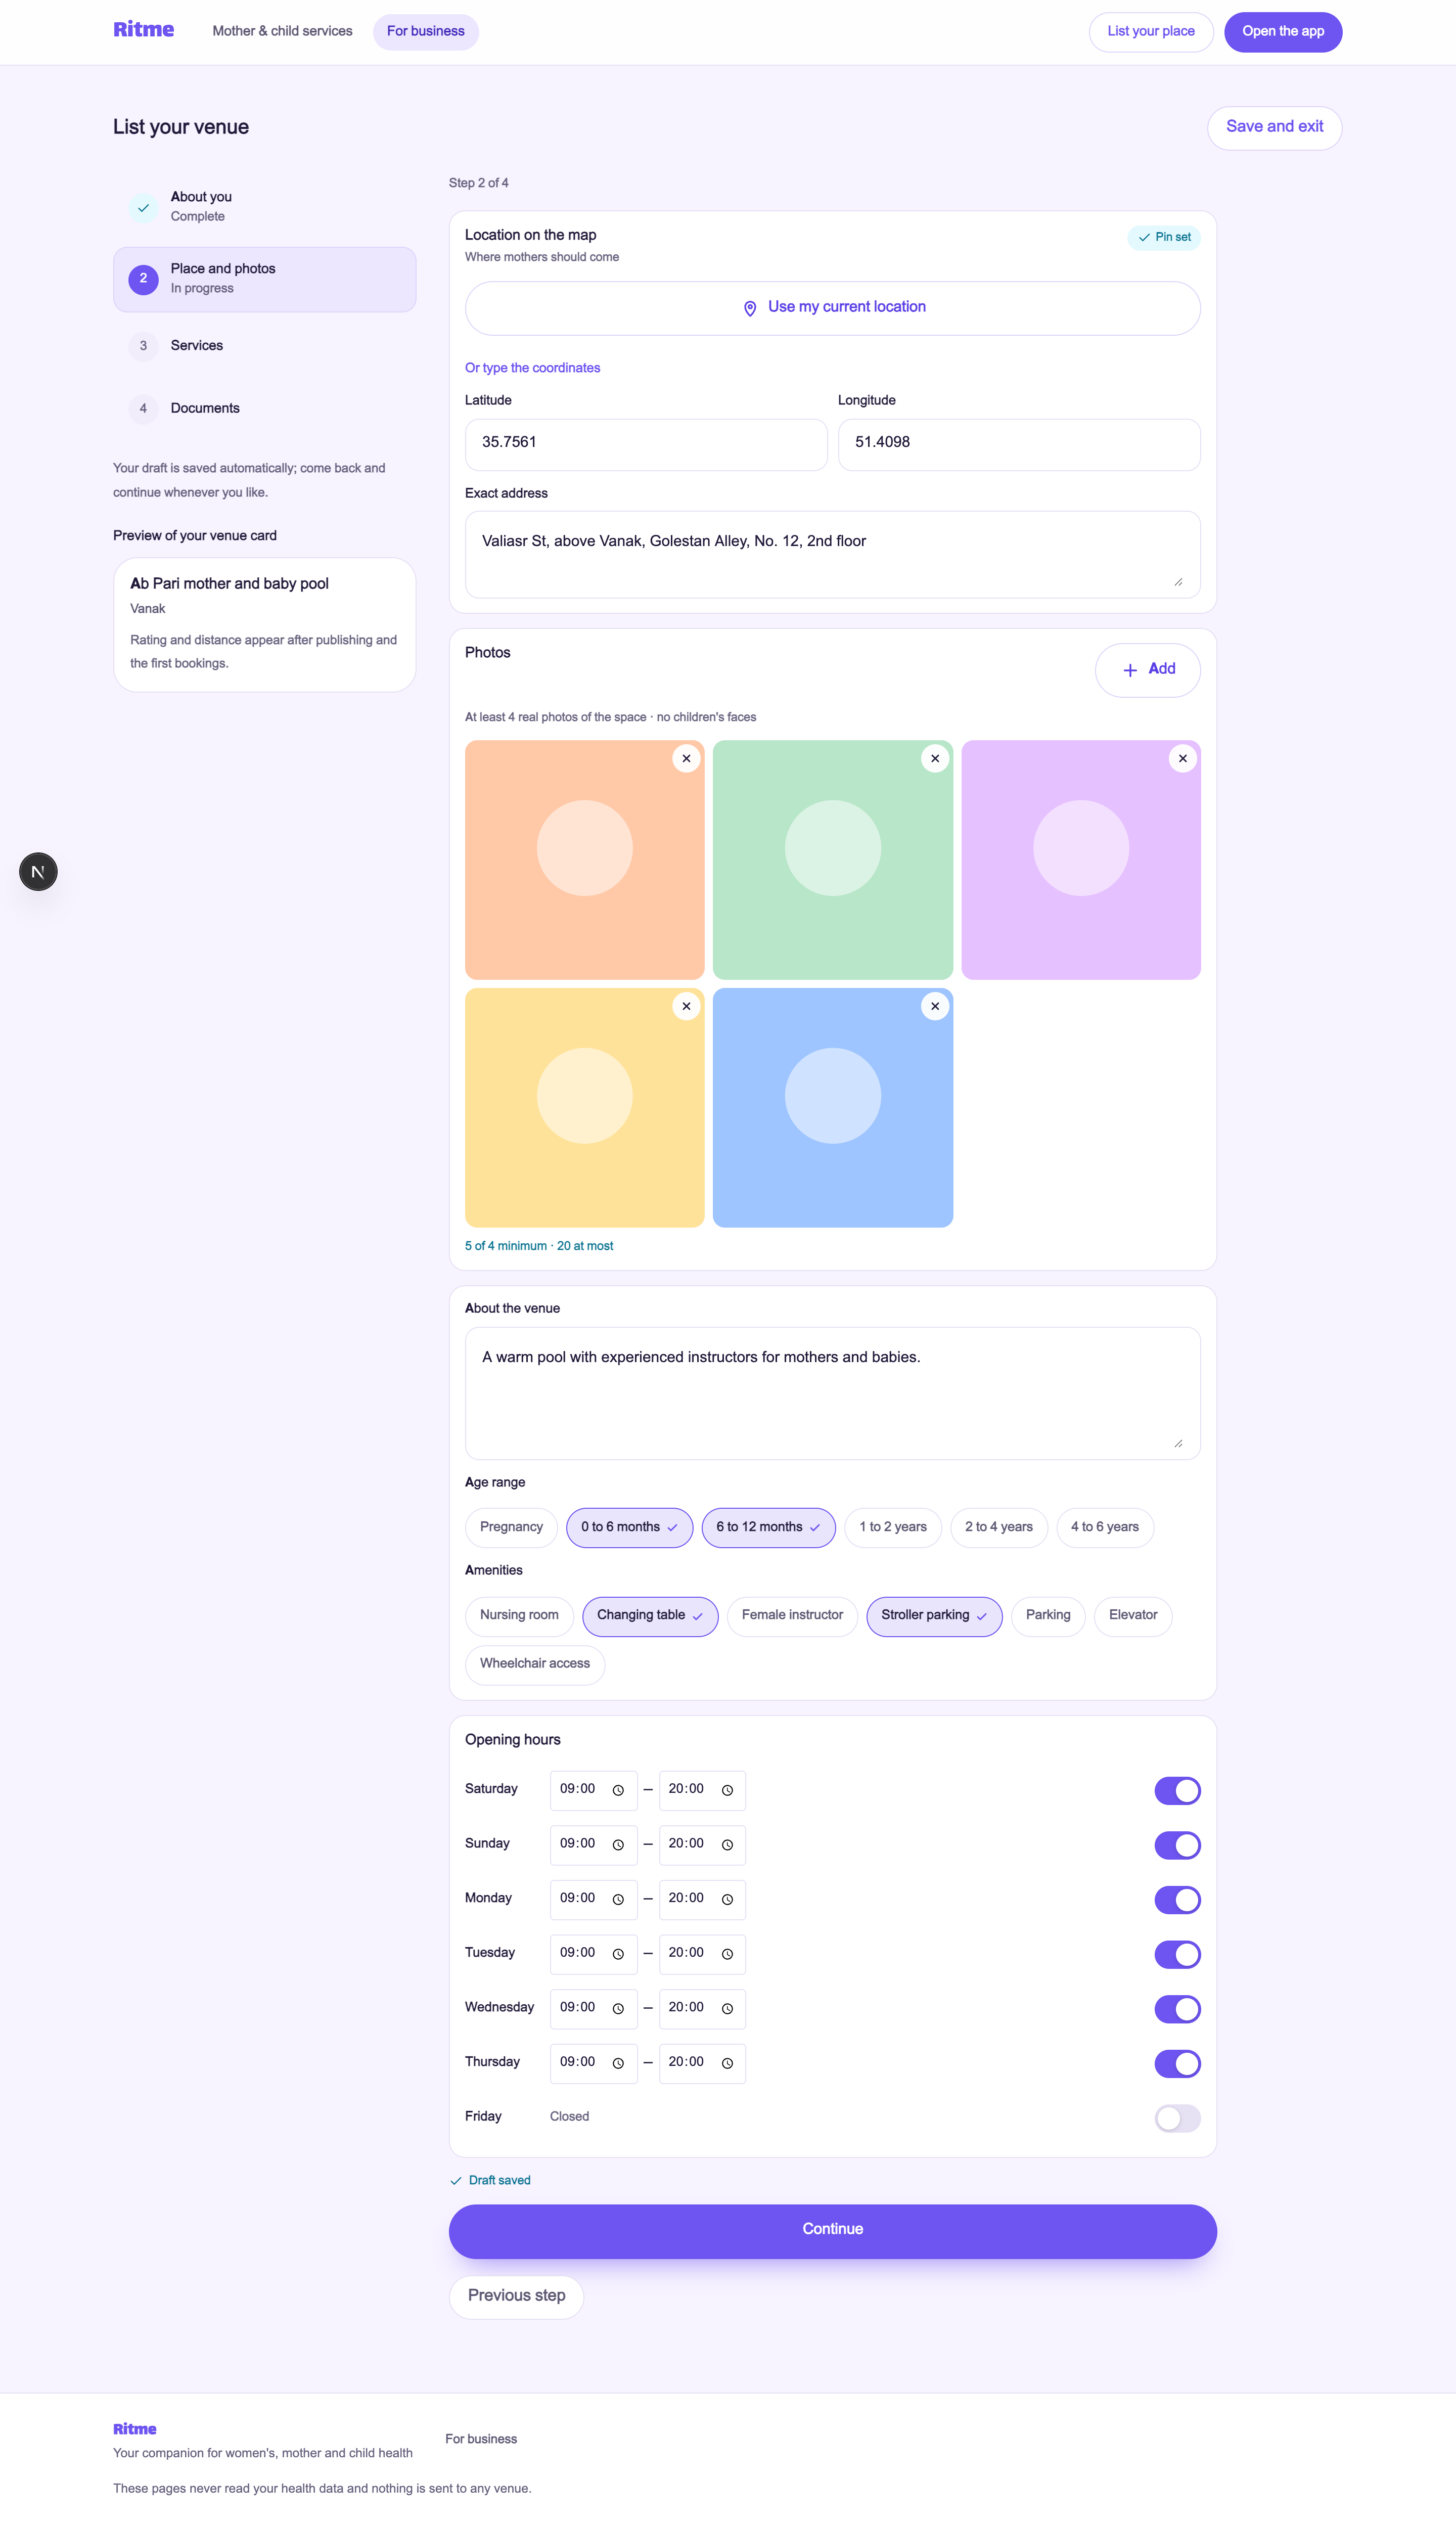 Ritme
Mother & child services
For business
List your place
Open the app
List your venue
Save and exit
About you
Complete
2
Place and photos
In progress
3
Services
4
Documents
Your draft is saved automatically; come back and
continue whenever you like.
Preview of your venue card
Ab Pari mother and baby pool
Vanak
Rating and distance appear after publishing and
the first bookings.
Step 2 of 4
Location on the map
Pin set
Where mothers should come
Use my current location
Or type the coordinates
Latitude
Longitude
35.7561
51.4098
Exact address
Valiasr St, above Vanak, Golestan Alley, No. 12, 2nd floor
Photos
Add
At least 4 real photos of the space · no children's faces
5 of 4 minimum · 20 at most
About the venue
A warm pool with experienced instructors for mothers and babies.
Age range
Pregnancy
0 to 6 months
6 to 12 months
1 to 2 years
2 to 4 years
4 to 6 years
Amenities
Nursing room
Changing table
Female instructor
Stroller parking
Parking
Elevator
Wheelchair access
Opening hours
Saturday 09:00 – 20:00
Sunday 09:00 – 20:00
Monday 09:00 – 20:00
Tuesday 09:00 – 20:00
Wednesday 09:00 – 20:00
Thursday 09:00 – 20:00
Friday Closed
Draft saved
Continue
Previous step
N
Ritme
Your companion for women's, mother and child health
For business
These pages never read your health data and nothing is sent to any venue.